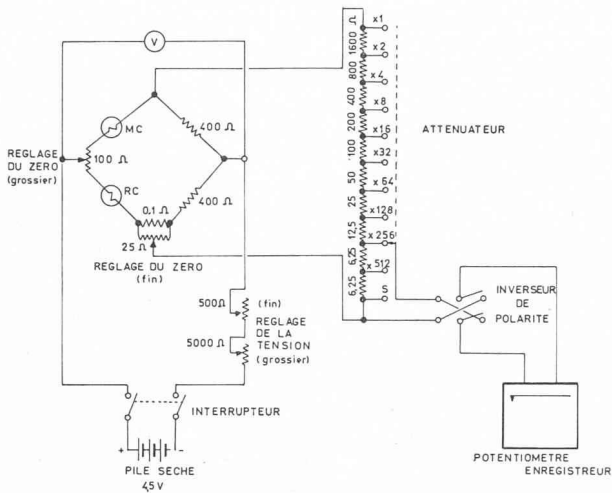 V
MC
400 Ω
REGLAGE
DU ZERO
(grossier)
100 Ω
RC
400 Ω
0,1 Ω
25 Ω
REGLAGE DU ZERO
(fin)
500Ω
(fin)
REGLAGE
DE LA
TENSION
(grossier)
5000 Ω
INTERRUPTEUR
+
-
PILE SECHE
4,5 V
Ω
x1
1600
x2
800
x4
400
x8
200
x16
100
x32
50
x64
25
x128
12,5
x256
6,25
x512
6,25
S
ATTENUATEUR
INVERSEUR
DE
POLARITE
POTENTIOMETRE
ENREGISTREUR